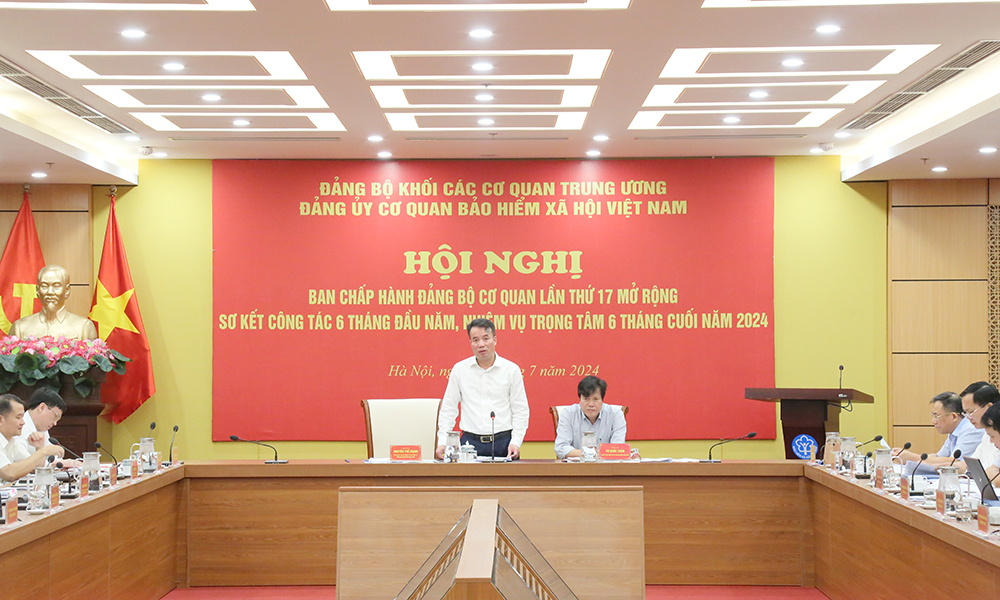 ĐẢNG BỘ KHỐI CÁC CƠ QUAN TRUNG ƯƠNG
ĐẢNG ỦY CƠ QUAN BẢO HIỂM XÃ HỘI VIỆT NAM
HỘI NGHỊ
BAN CHẤP HÀNH ĐẢNG BỘ CƠ QUAN LẦN THỨ 17 MỞ RỘNG
SƠ KẾT CÔNG TÁC 6 THÁNG ĐẦU NĂM, NHIỆM VỤ TRỌNG TÂM 6 THÁNG CUỐI NĂM 2024
Hà Nội, 7 2024